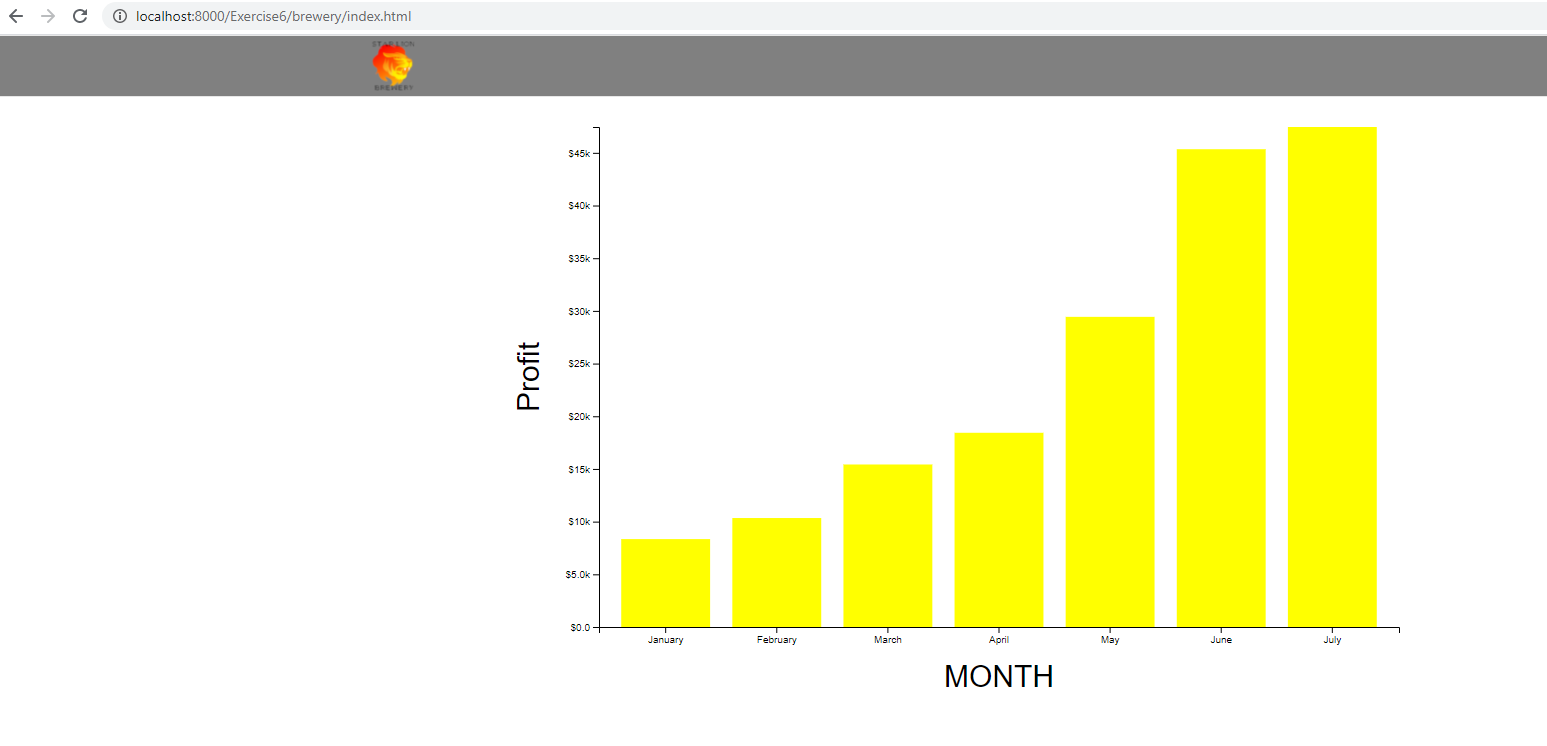 localhost:8000/Exercise6/brewery/index.html
BREWERY
$45k
$40k
$35k
$30k
$25k
$20k
$15k
$10k
$5.0k
$0.0
Profit
January February March April May June July
MONTH